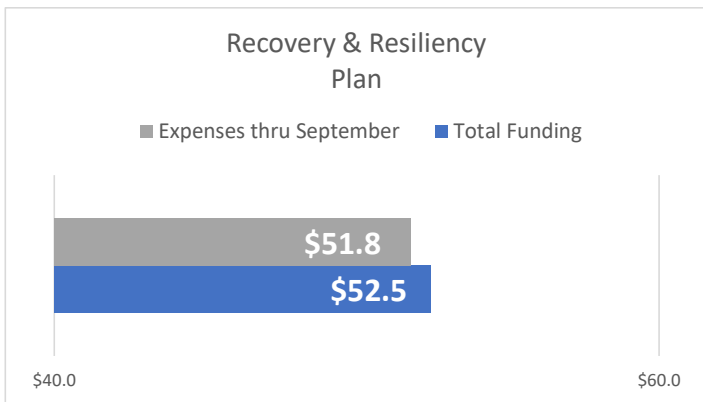 Recovery & Resiliency
Plan
Expenses thru September
Total Funding
$51.8
$52.5
$40.0
$60.0